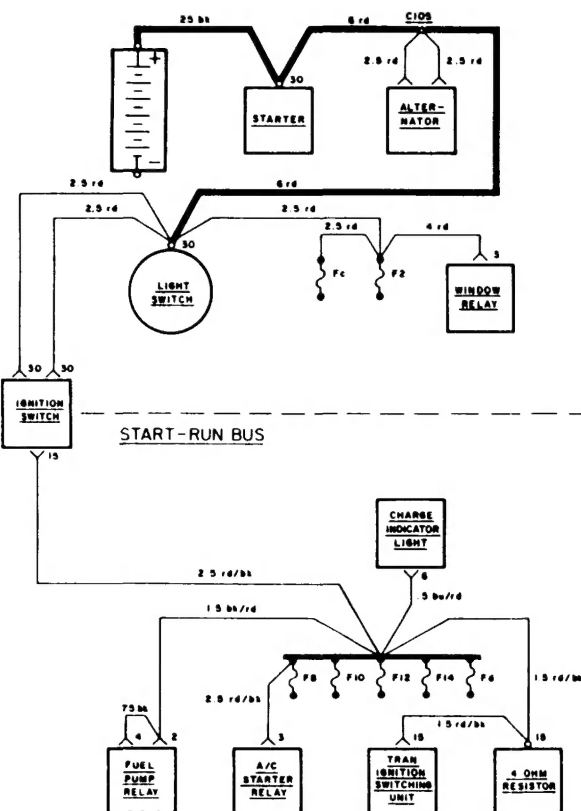 25 bk
6 rd
C105
+
30
2.5 rd
2.5 rd
STARTER
ALTER-
NATOR
-
2.5 rd
6 rd
2.5 rd
2.5 rd
30
2.5 rd
4 rd
3
Fc
F2
LIGHT
SWITCH
WINDOW
RELAY
30
30
IGNITION
SWITCH
START-RUN BUS
15
CHARGE
INDICATOR
LIGHT
6
2.5 rd/bk
.5 bu/rd
1.5 bk/rd
F8
F10
F12
F14
Fd
2.5 rd/bk
1.5 rd/bk
.75 bk
1.5 rd/bk
4
2
3
15
15
FUEL
PUMP
RELAY
A/C
STARTER
RELAY
TRAN
IGNITION
SWITCHING
UNIT
.4 OHM
RESISTOR